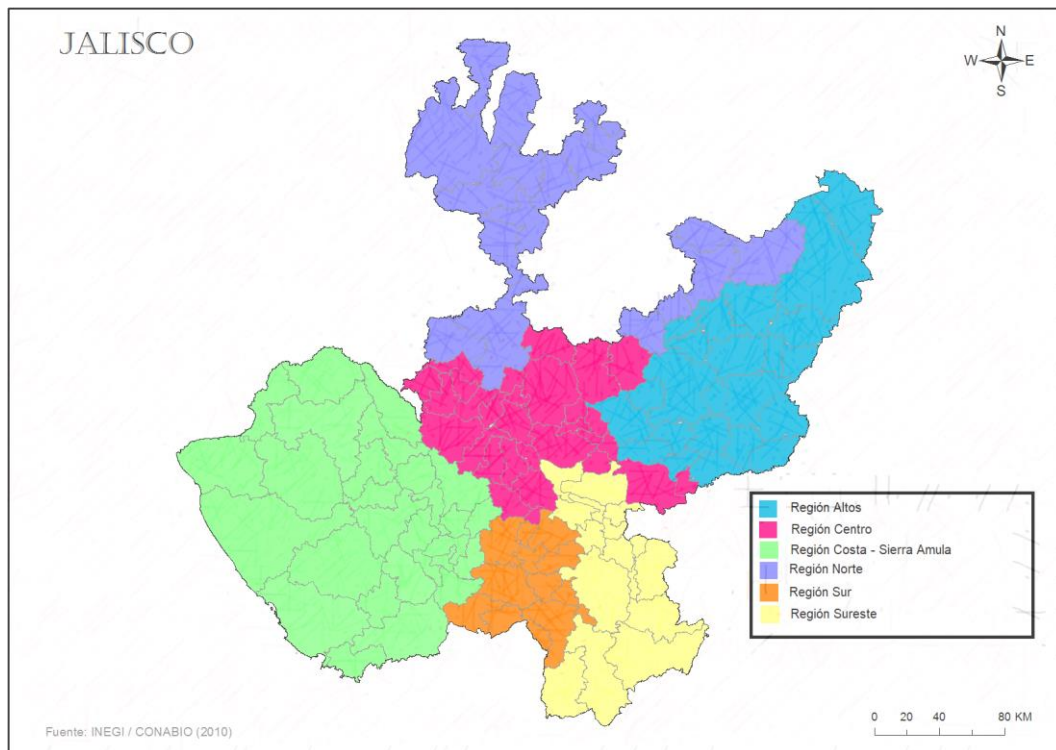 JALISCO
N
W E
S
Región Altos
Región Centro
Región Costa - Sierra Amula
Región Norte
Región Sur
Región Sureste
Fuente: INEGI / CONABIO (2010)
0 20 40 80 KM